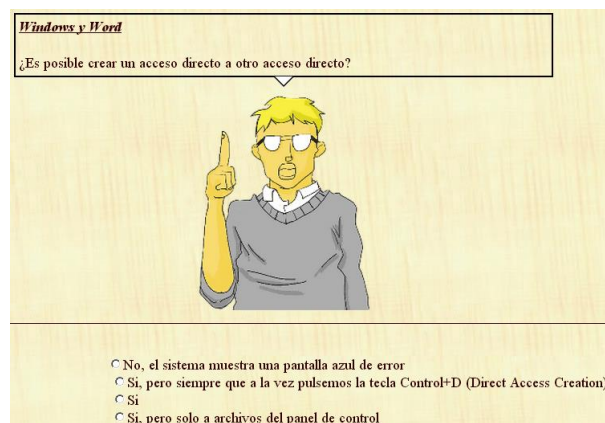 Windows y Word
¿Es posible crear un acceso directo a otro acceso directo?
No, el sistema muestra una pantalla azul de error
Si, pero siempre que a la vez pulsemos la tecla Control+D (Direct Access Creation)
Si
Si, pero solo a archivos del panel de control